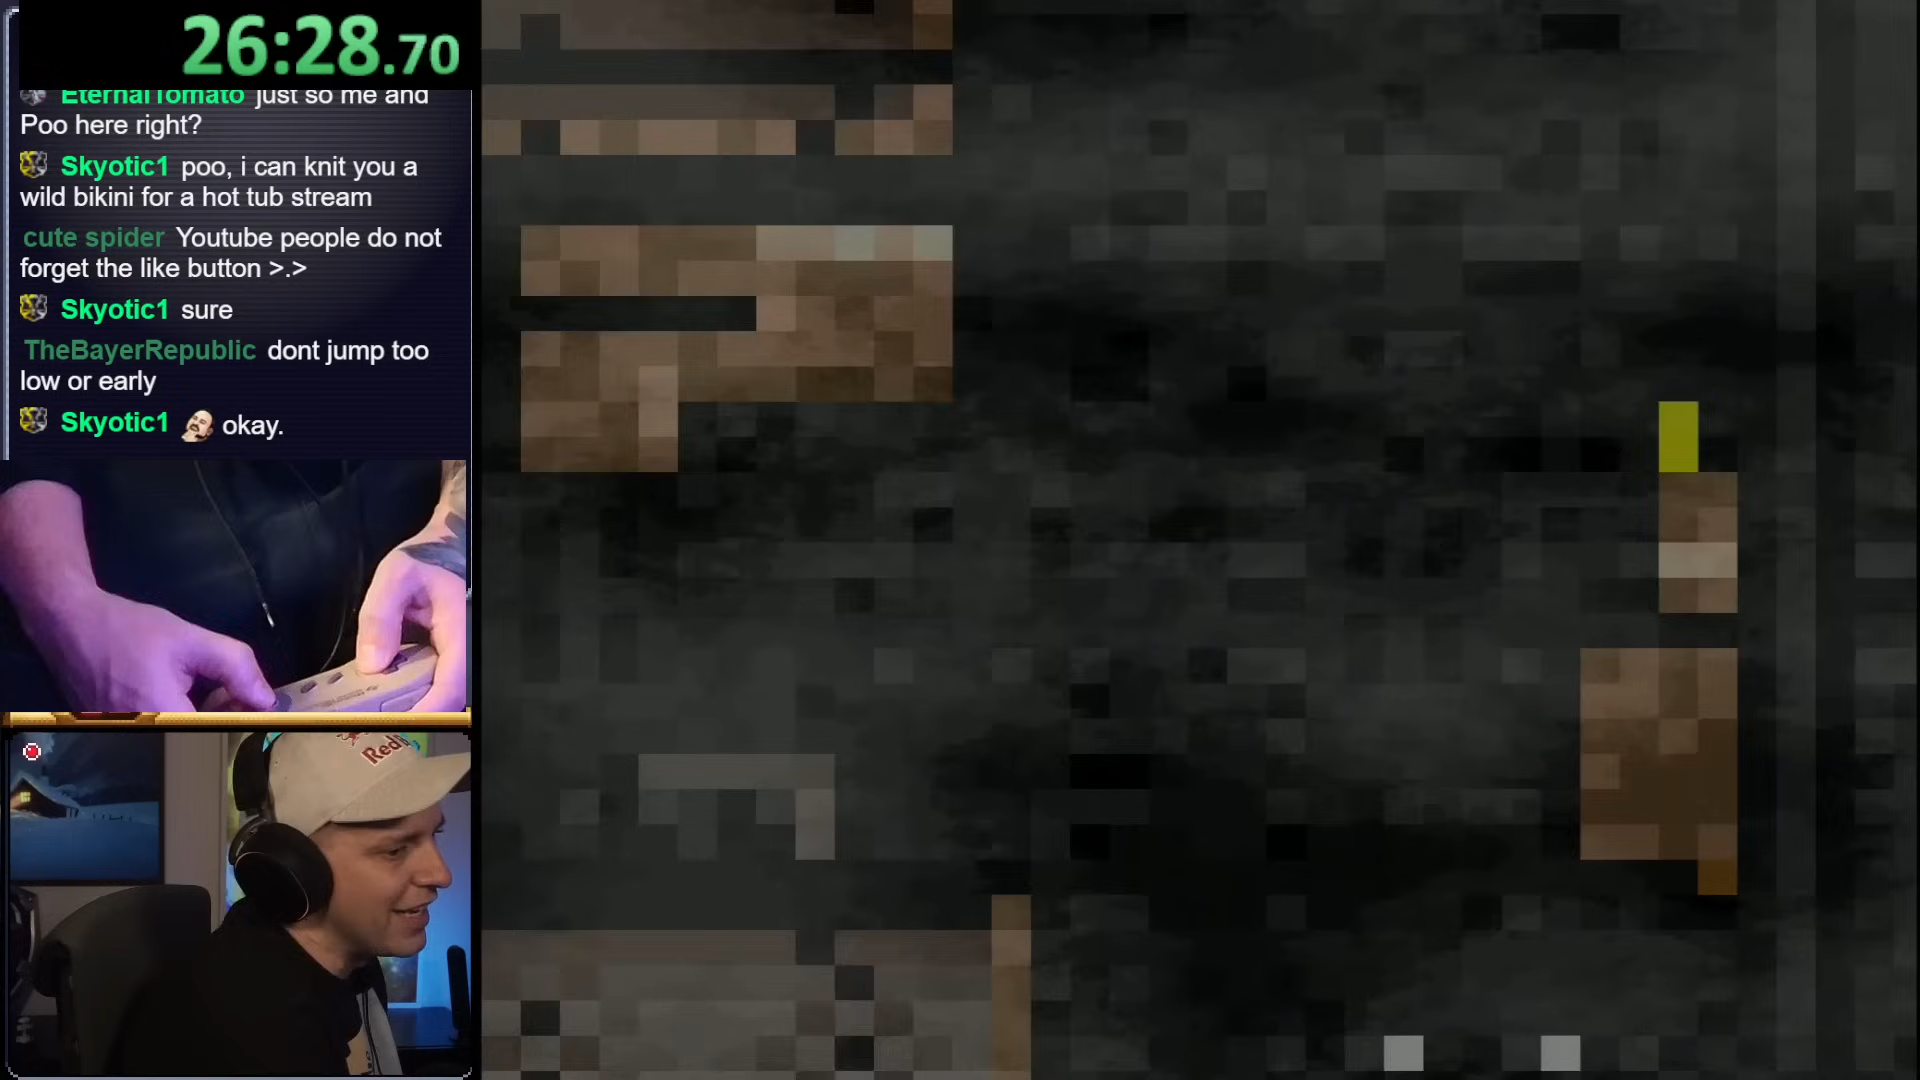 26:28.70
EternalTomato just so me and
Poo here right?
Skyotic1 poo, i can knit you a
wild bikini for a hot tub stream
cute spider Youtube people do not
forget the like button >.>
Skyotic1 sure
TheBayerRepublic dont jump too
low or early
Skyotic1 okay.
Red